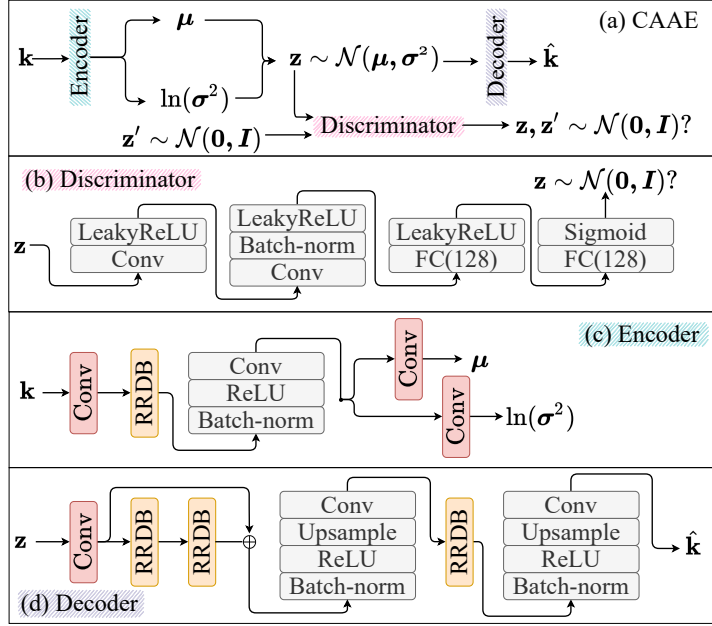 (a) CAAE
k
Encoder
μ
ln(σ²)
z ∼ 𝒩(μ, σ²)
Decoder
k̂
z′ ∼ 𝒩(0, I)
Discriminator
z, z′ ∼ 𝒩(0, I)?
(b) Discriminator
z ∼ 𝒩(0, I)?
z
LeakyReLU
Conv
LeakyReLU
Batch-norm
Conv
LeakyReLU
FC(128)
Sigmoid
FC(128)
(c) Encoder
k
Conv
RRDB
Conv
ReLU
Batch-norm
Conv
μ
Conv
ln(σ²)
z
Conv
RRDB
RRDB
Conv
Upsample
ReLU
Batch-norm
RRDB
Conv
Upsample
ReLU
Batch-norm
k̂
(d) Decoder